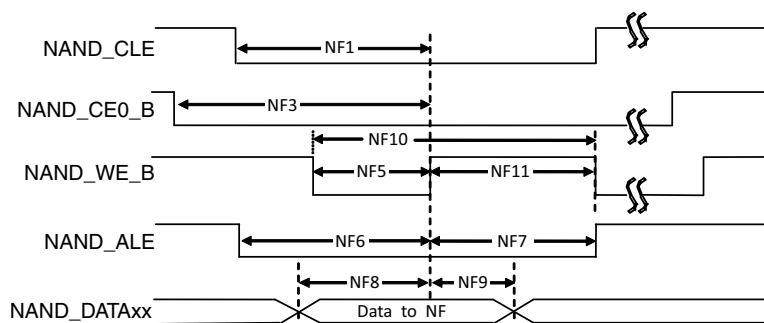 NAND_CLE
NF1
NAND_CE0_B
NF3
NF10
NAND_WE_B
NF5
NF11
NAND_ALE
NF6
NF7
NF8
NF9
NAND_DATAxx
Data to NF